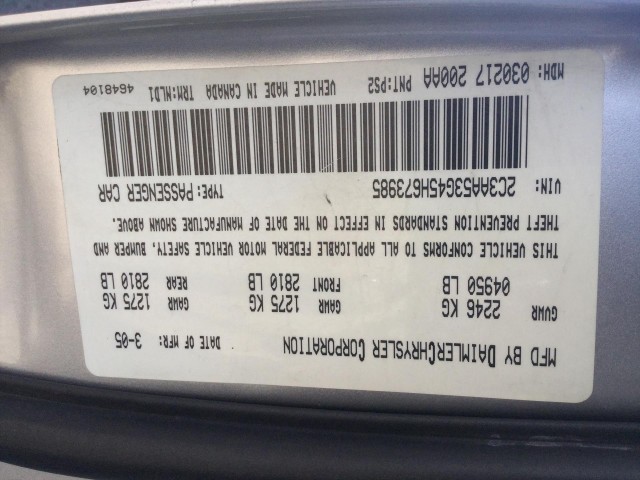 MFD BY DAIMLERCHRYSLER CORPORATION DATE OF MFR: 3-05
GVWR GAWR GAWR
2246 KG 1275 KG 1275 KG
04950 LB FRONT 2810 LB REAR 2810 LB
THIS VEHICLE CONFORMS TO ALL APPLICABLE FEDERAL MOTOR VEHICLE SAFETY, BUMPER AND
THEFT PREVENTION STANDARDS IN EFFECT ON THE DATE OF MANUFACTURE SHOWN ABOVE.
VIN: 2C3AA53G45H673985 TYPE: PASSENGER CAR
MDH: 030217 200AA PNT:PS2 VEHICLE MADE IN CANADA TRM:NLD1 4648104